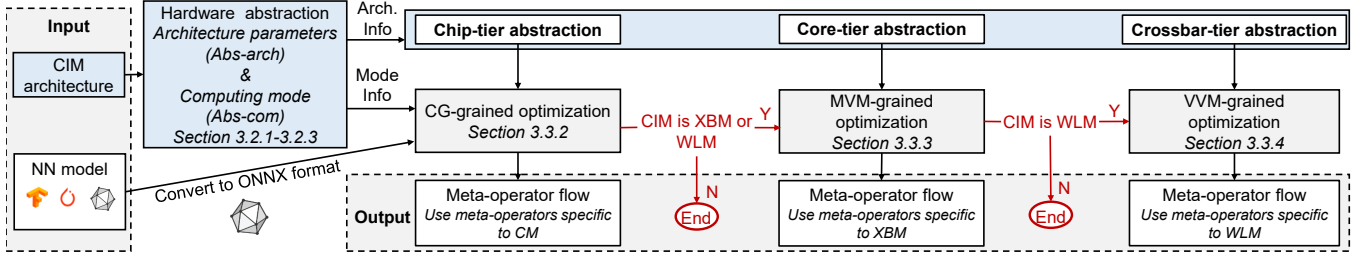 Input
CIM
architecture
NN model
Hardware abstraction
Architecture parameters
(Abs-arch)
&
Computing mode
(Abs-com)
Section 3.2.1-3.2.3
Arch.
Info
Mode
Info
Convert to ONNX format
Chip-tier abstraction
Core-tier abstraction
Crossbar-tier abstraction
CG-grained optimization
Section 3.3.2
CIM is XBM or
WLM
Y
N
End
MVM-grained
optimization
Section 3.3.3
CIM is WLM
Y
N
End
VVM-grained
optimization
Section 3.3.4
Output
Meta-operator flow
Use meta-operators specific
to CM
Meta-operator flow
Use meta-operators specific
to XBM
Meta-operator flow
Use meta-operators specific
to WLM